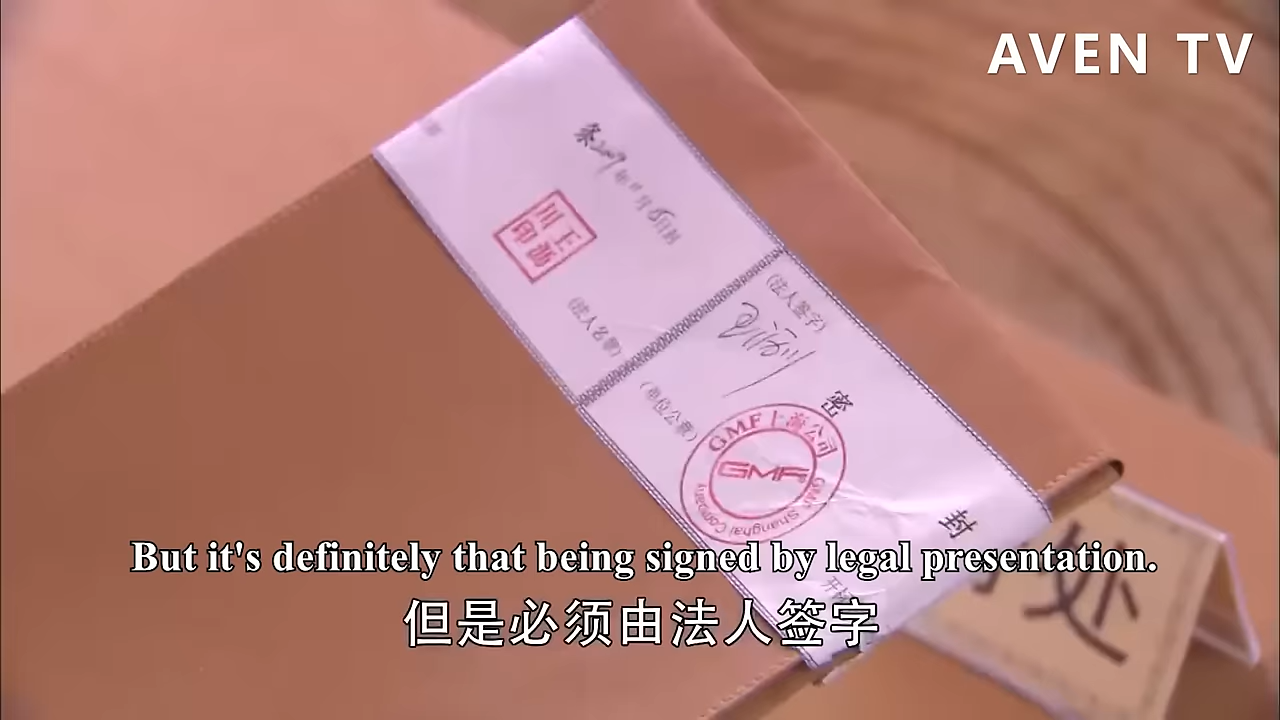 AVEN TV
(法人签字)
(法人名章)
(单位公章)
密
封
GMF上海公司
GMF
GMF Shanghai Company
处
But it's definitely that being signed by legal presentation.
但是必须由法人签字